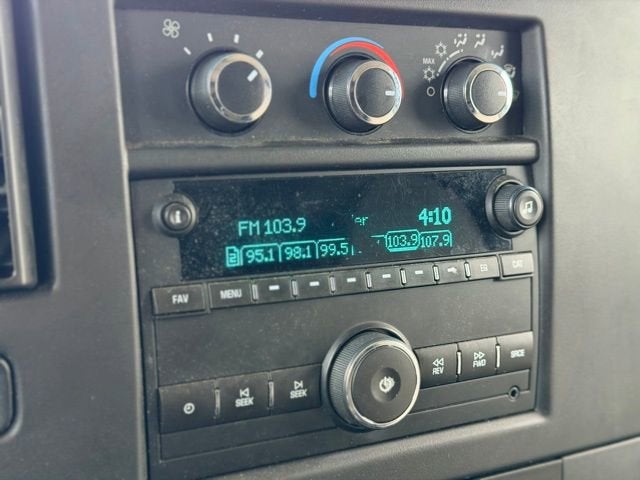 MAX
FM 103.9 4:10
2 95.1 98.1 99.5 103.9 107.9
FAV MENU EQ CAT
SEEK SEEK REV FWD SRCE